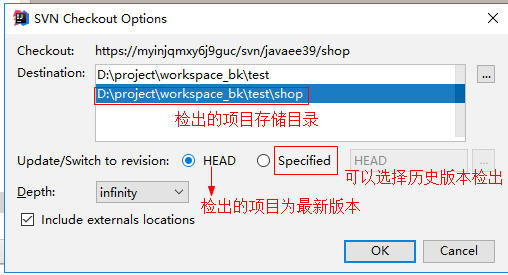 SVN Checkout Options
Checkout: https://myinjqmxy6j9guc/svn/javaee39/shop
Destination: D:\project\workspace_bk\test
...
D:\project\workspace_bk\test\shop
检出的项目存储目录
Update/Switch to revision: HEAD Specified HEAD ...
可以选择历史版本检出
Depth: infinity
检出的项目为最新版本
Include externals locations
OK Cancel